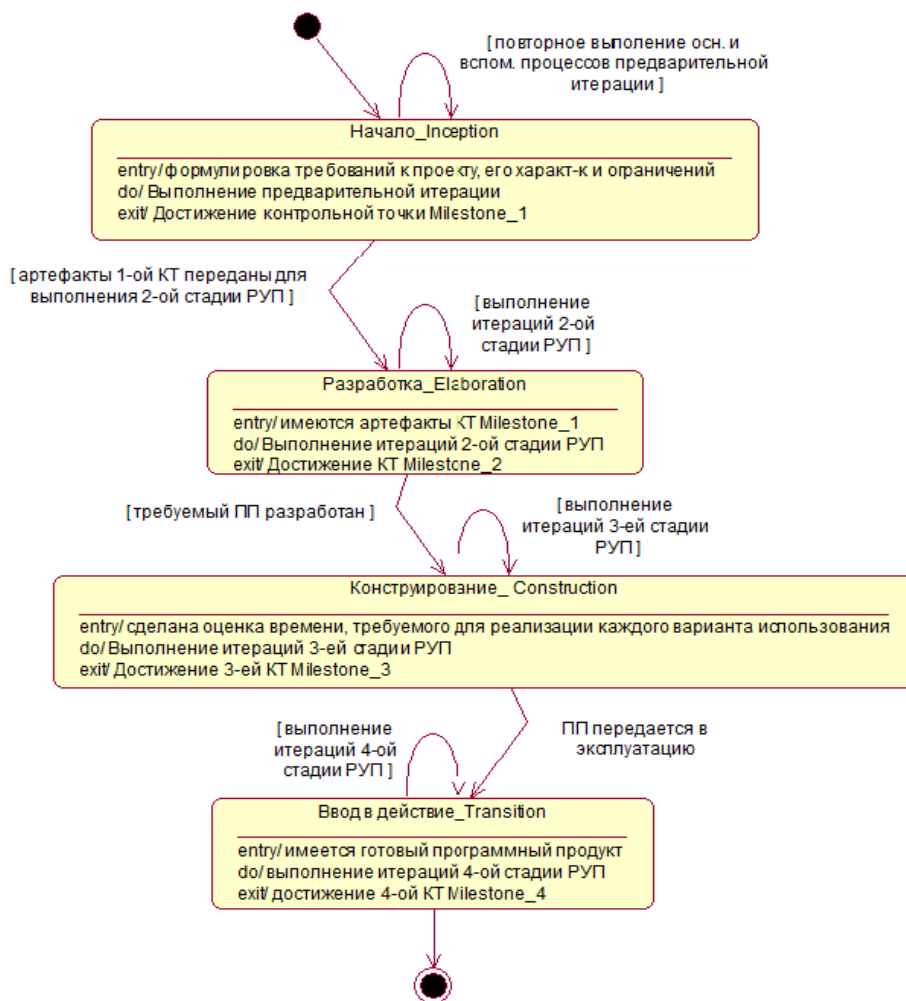 [ повторное выполение осн. и
вспом. процессов предварительной
итерации ]
Начало_Inception
entry/ формулировка требований к проекту, его характ-к и ограничений
do/ Выполнение предварительной итерации
exit/ Достижение контрольной точки Milestone_1
[ артефакты 1-ой КТ переданы для
выполнения 2-ой стадии РУП ]
[ выполнение
итераций 2-ой
стадии РУП ]
Разработка_Elaboration
entry/ имеются артефакты КТ Milestone_1
do/ Выполнение итераций 2-ой стадии РУП
exit/ Достижение КТ Milestone_2
[ требуемый ПП разработан ]
[ выполнение
итераций 3-ей стадии
РУП ]
Конструирование_ Construction
entry/ сделана оценка времени, требуемого для реализации каждого варианта использования
do/ Выполнение итераций 3-ей стадии РУП
exit/ Достижение 3-ей КТ Milestone_3
[ выполнение
итераций 4-ой
стадии РУП ]
ПП передается в
эксплуатацию
Ввод в действие_Transition
entry/ имеется готовый программный продукт
do/ выполнение итераций 4-ой стадии РУП
exit/ достижение 4-ой КТ Milestone_4